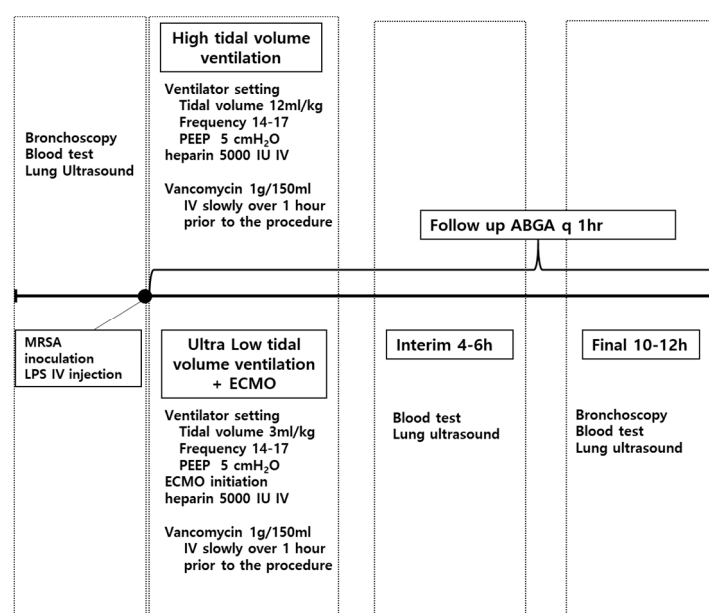 High tidal volume
ventilation
Ventilator setting
Tidal volume 12ml/kg
Frequency 14-17
PEEP 5 cmH₂O
heparin 5000 IU IV
Vancomycin 1g/150ml
IV slowly over 1 hour
prior to the procedure
Bronchoscopy
Blood test
Lung Ultrasound
Follow up ABGA q 1hr
MRSA
inoculation
LPS IV injection
Ultra Low tidal
volume ventilation
+ ECMO
Ventilator setting
Tidal volume 3ml/kg
Frequency 14-17
PEEP 5 cmH₂O
ECMO initiation
heparin 5000 IU IV
Vancomycin 1g/150ml
IV slowly over 1 hour
prior to the procedure
Interim 4-6h
Blood test
Lung ultrasound
Final 10-12h
Bronchoscopy
Blood test
Lung ultrasound